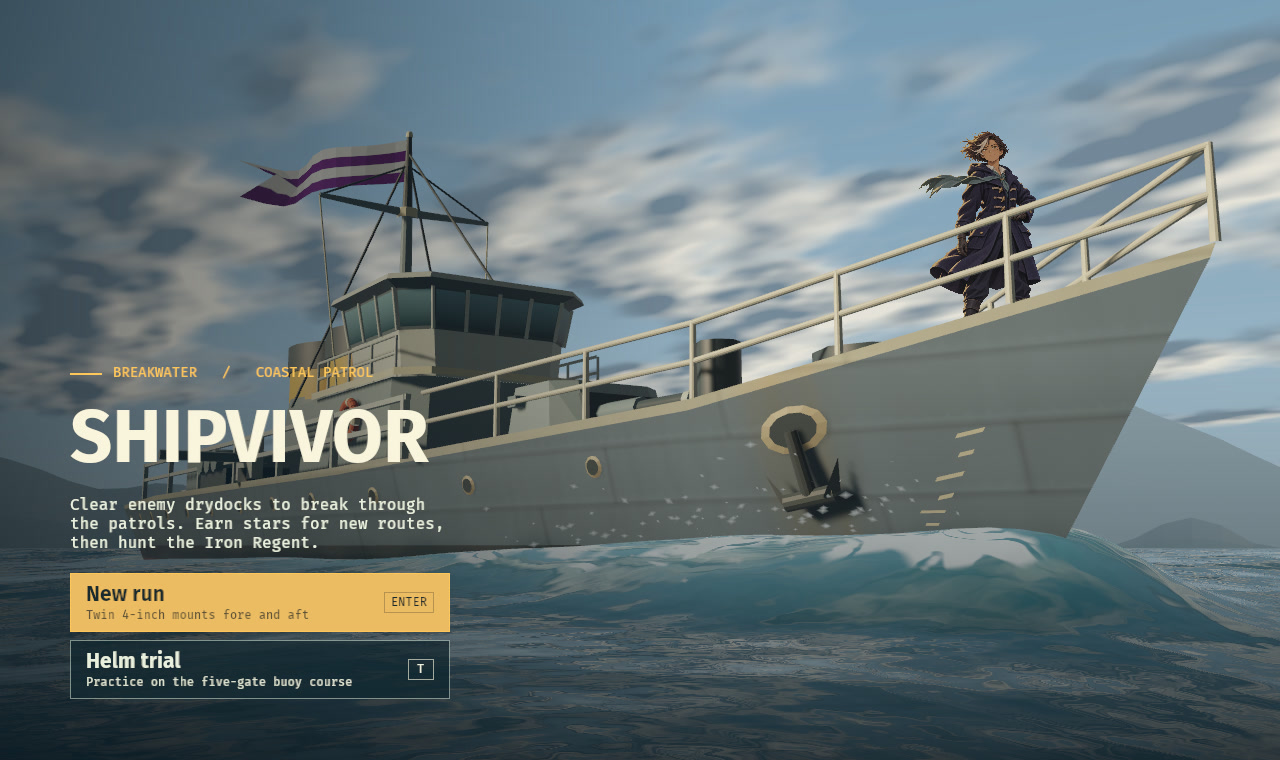 BREAKWATER / COASTAL PATROL
SHIPVIVOR
Clear enemy drydocks to break through
the patrols. Earn stars for new routes,
then hunt the Iron Regent.
New run
Twin 4-inch mounts fore and aft
ENTER
Helm trial
Practice on the five-gate buoy course
T